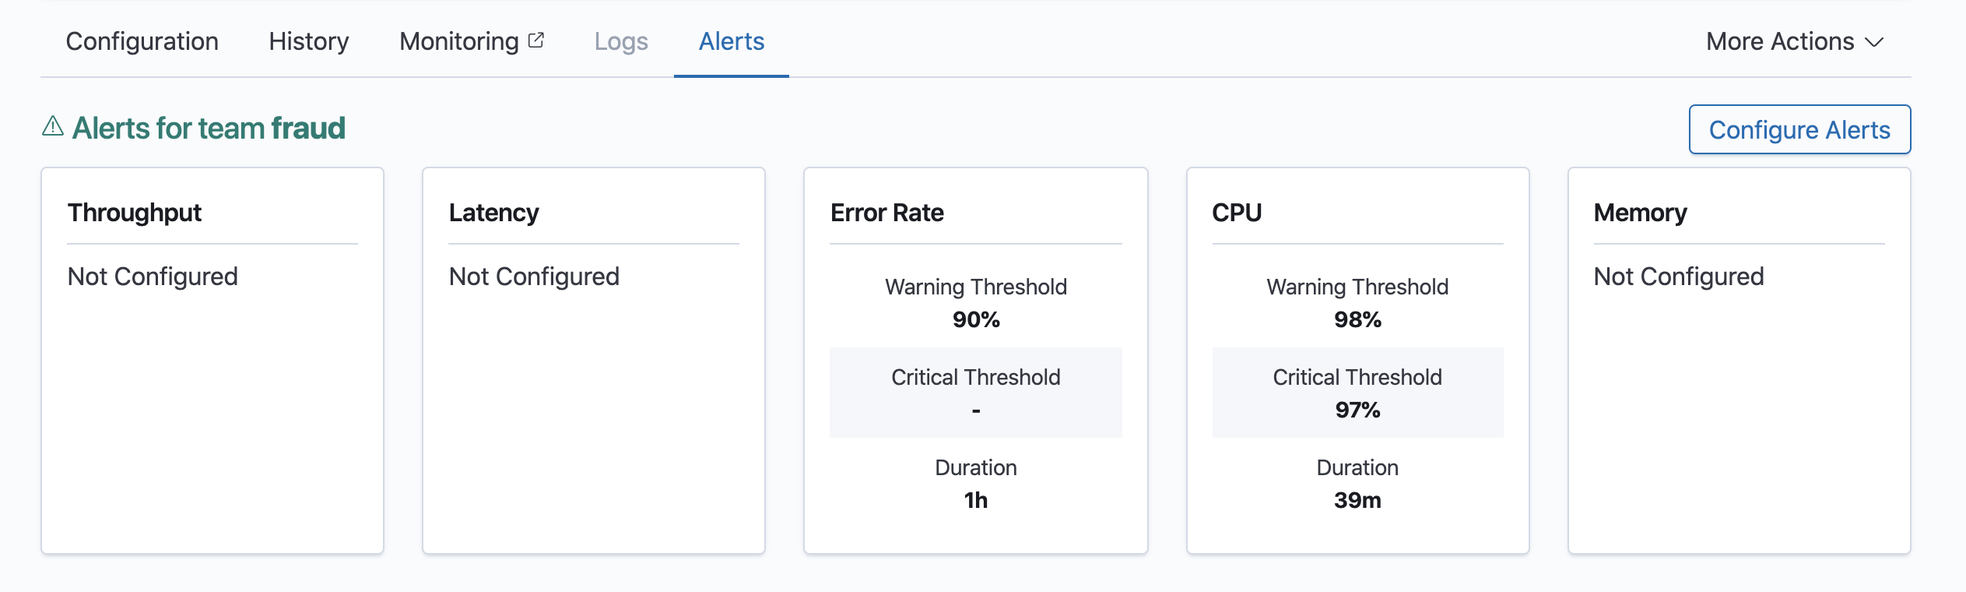 Configuration History Monitoring Logs Alerts More Actions
Alerts for team fraud
Configure Alerts
Throughput
Not Configured
Latency
Not Configured
Error Rate
Warning Threshold
90%
Critical Threshold
-
Duration
1h
CPU
Warning Threshold
98%
Critical Threshold
97%
Duration
39m
Memory
Not Configured